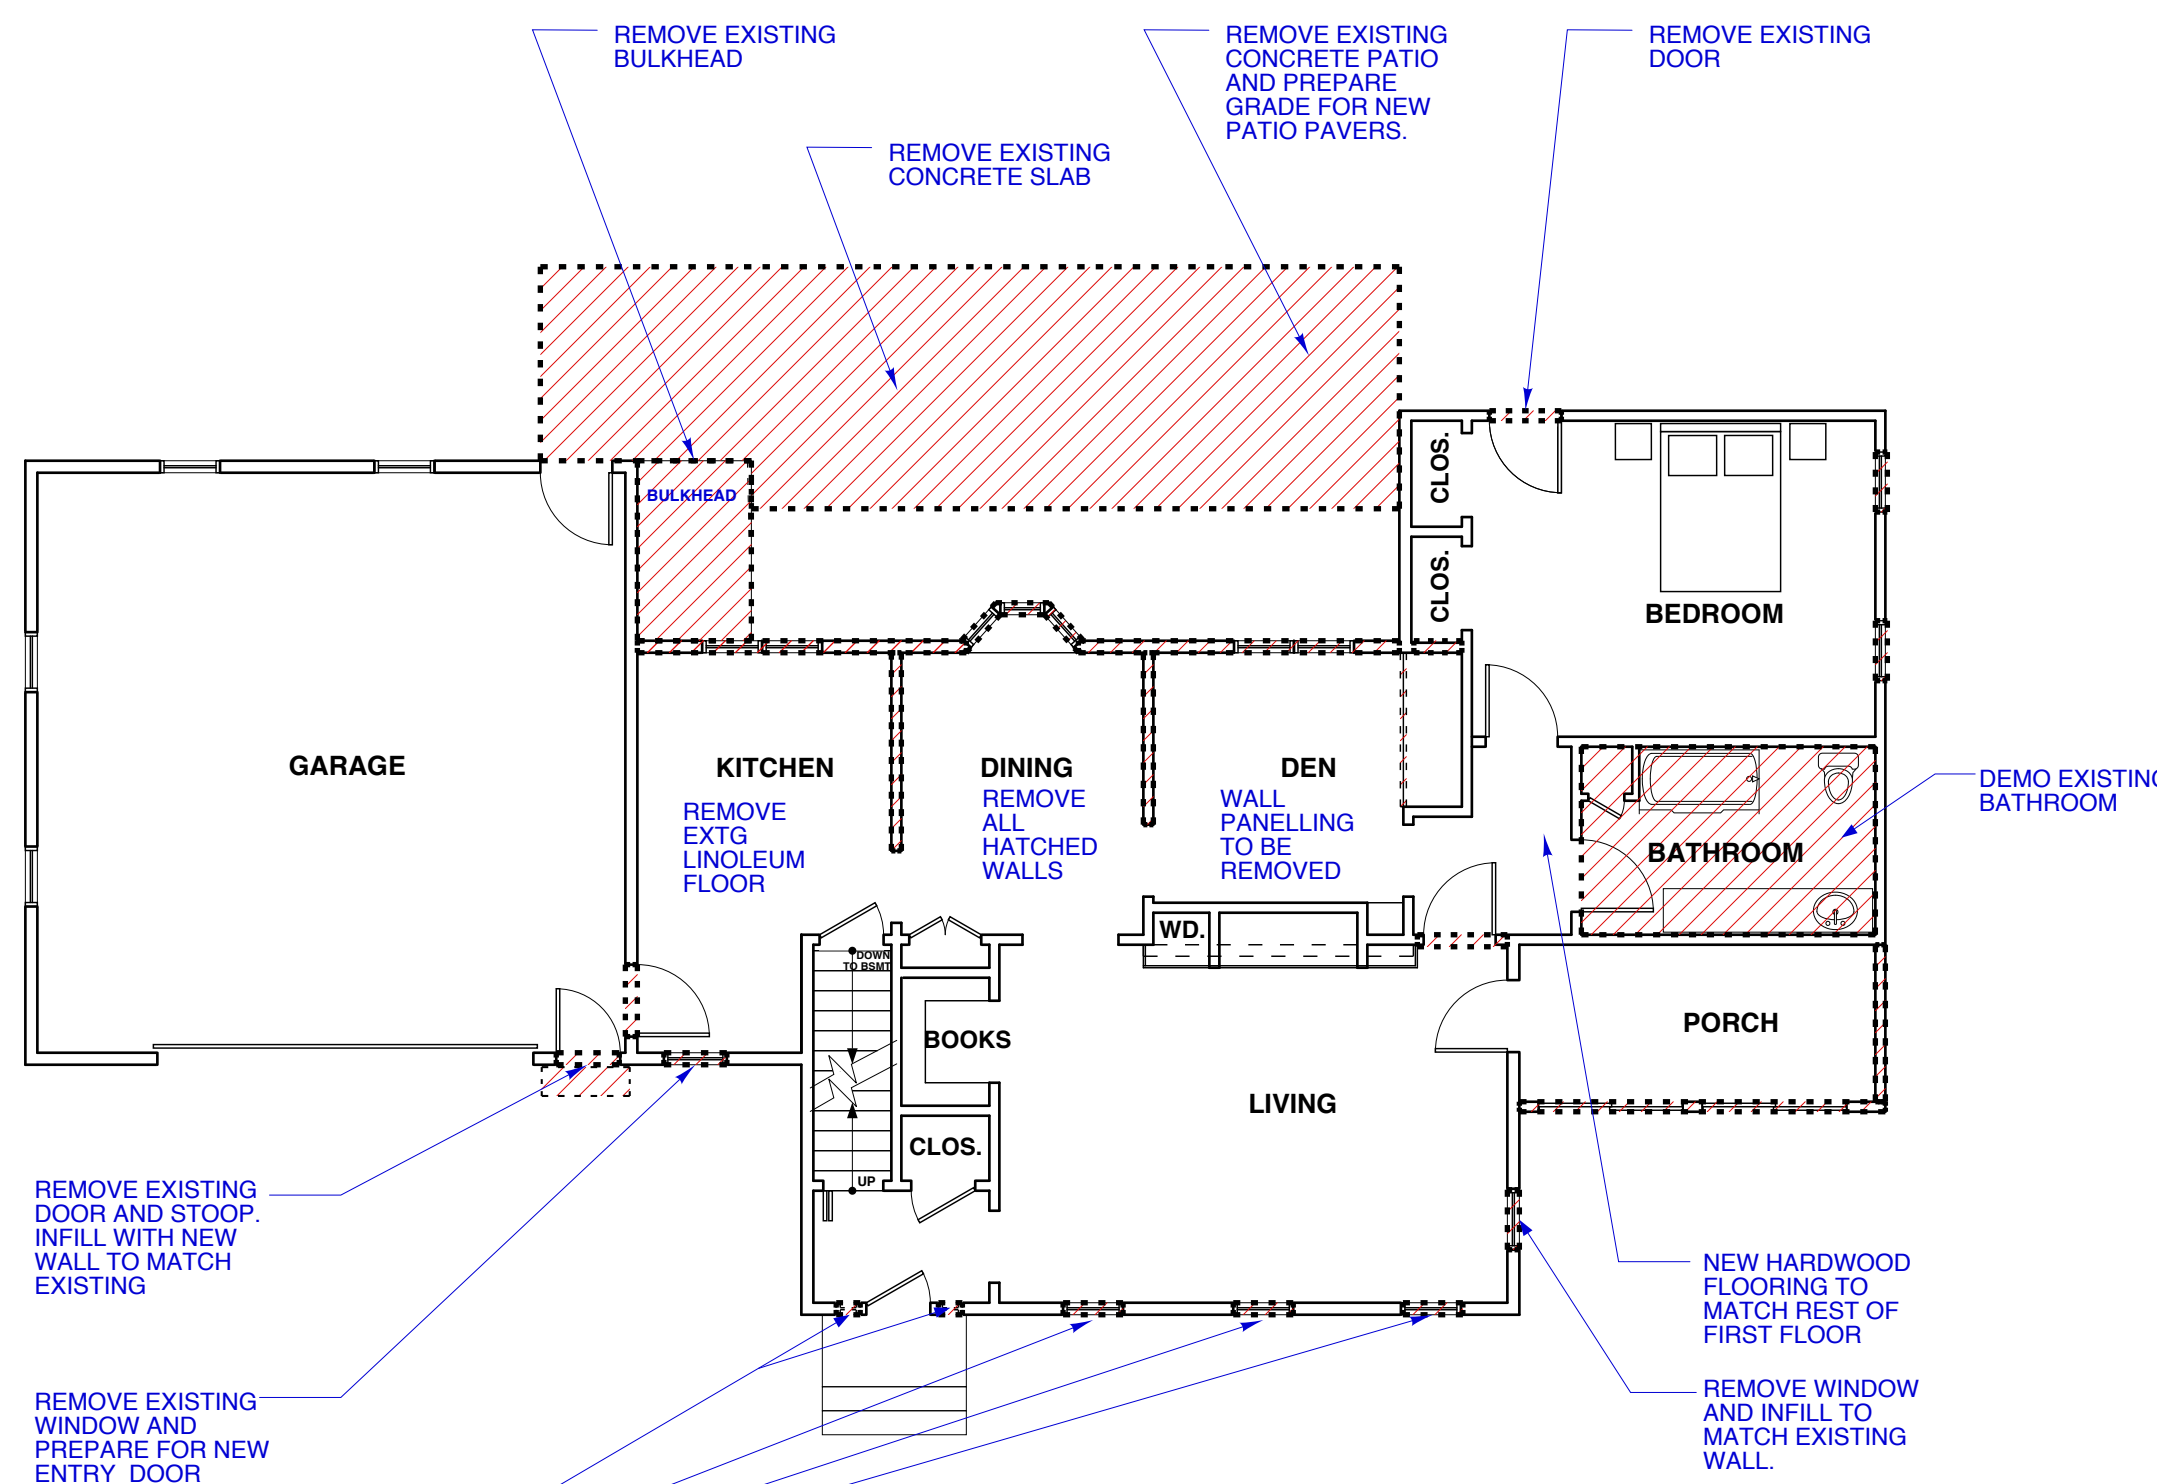 REMOVE EXISTING
BULKHEAD
REMOVE EXISTING
CONCRETE PATIO
AND PREPARE
GRADE FOR NEW
PATIO PAVERS.
REMOVE EXISTING
DOOR
REMOVE EXISTING
CONCRETE SLAB
BULKHEAD
CLOS.
CLOS.
BEDROOM
GARAGE
KITCHEN
REMOVE
EXTG
LINOLEUM
FLOOR
DINING
REMOVE
ALL
HATCHED
WALLS
DEN
WALL
PANELLING
TO BE
REMOVED
DEMO EXISTING
BATHROOM
BATHROOM
WD.
DOWN
TO BSMT
BOOKS
PORCH
LIVING
CLOS.
UP
REMOVE EXISTING
DOOR AND STOOP.
INFILL WITH NEW
WALL TO MATCH
EXISTING
NEW HARDWOOD
FLOORING TO
MATCH REST OF
FIRST FLOOR
REMOVE EXISTING
WINDOW AND
PREPARE FOR NEW
ENTRY DOOR
REMOVE WINDOW
AND INFILL TO
MATCH EXISTING
WALL.